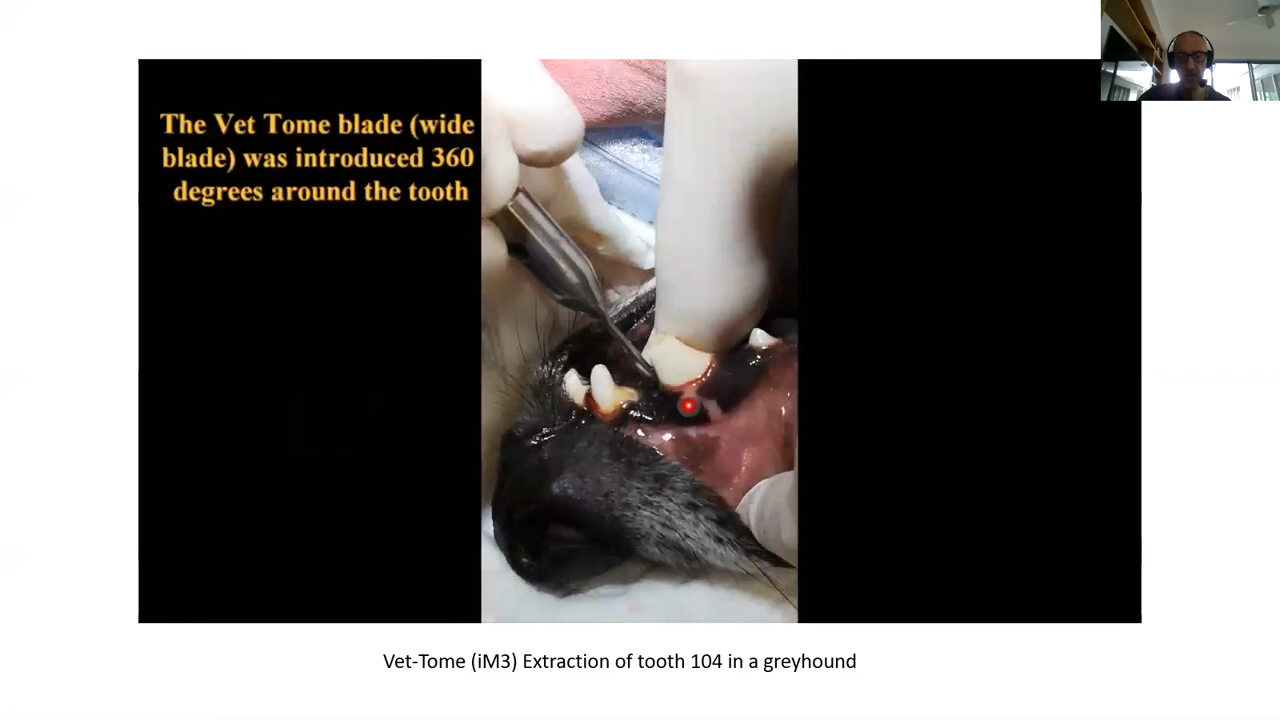 The Vet Tome blade (wide
blade) was introduced 360
degrees around the tooth
Vet-Tome (iM3) Extraction of tooth 104 in a greyhound